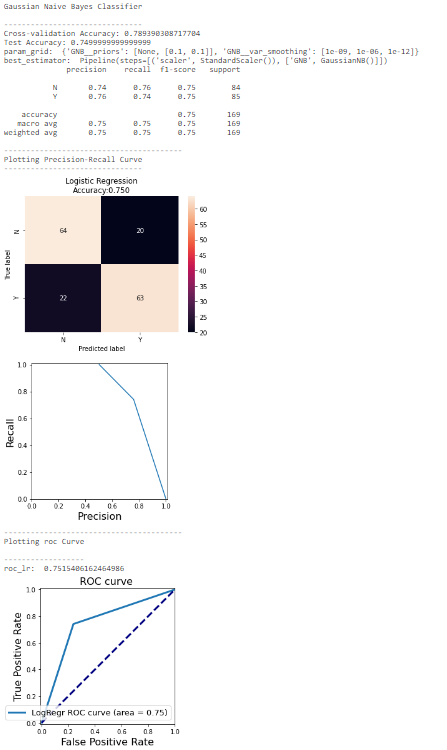 Gaussian Naive Bayes Classifier
--------------------------------
Cross-validation Accuracy: 0.789390308717704
Test Accuracy: 0.7499999999999999
param_grid:  {'GNB__priors': [None, [0.1, 0.1]], 'GNB__var_smoothing': [1e-09, 1e-06, 1e-12]}
best_estimator:  Pipeline(steps=[('scaler', StandardScaler()), ['GNB', GaussianNB()]])
precision recall f1-score support
N 0.74 0.76 0.75 84
Y 0.76 0.74 0.75 85
accuracy 0.75 169
macro avg 0.75 0.75 0.75 169
weighted avg 0.75 0.75 0.75 169
------------------------------------------
Plotting Precision-Recall Curve
--------------------------------
Logistic Regression
Accuracy:0.750
64 20
22 63
N
Y
True label
N Y
Predicted label
60
55
50
45
40
35
30
25
20
1.0
0.8
0.6
0.4
0.2
0.0
Recall
0.0 0.2 0.4 0.6 0.8 1.0
Precision
------------------------------------------
Plotting roc Curve
-------------------
roc_lr:  0.7515406162464986
ROC curve
1.0
0.8
0.6
0.4
0.2
0.0
True Positive Rate
LogRegr ROC curve (area = 0.75)
0.0 0.2 0.4 0.6 0.8 1.0
False Positive Rate